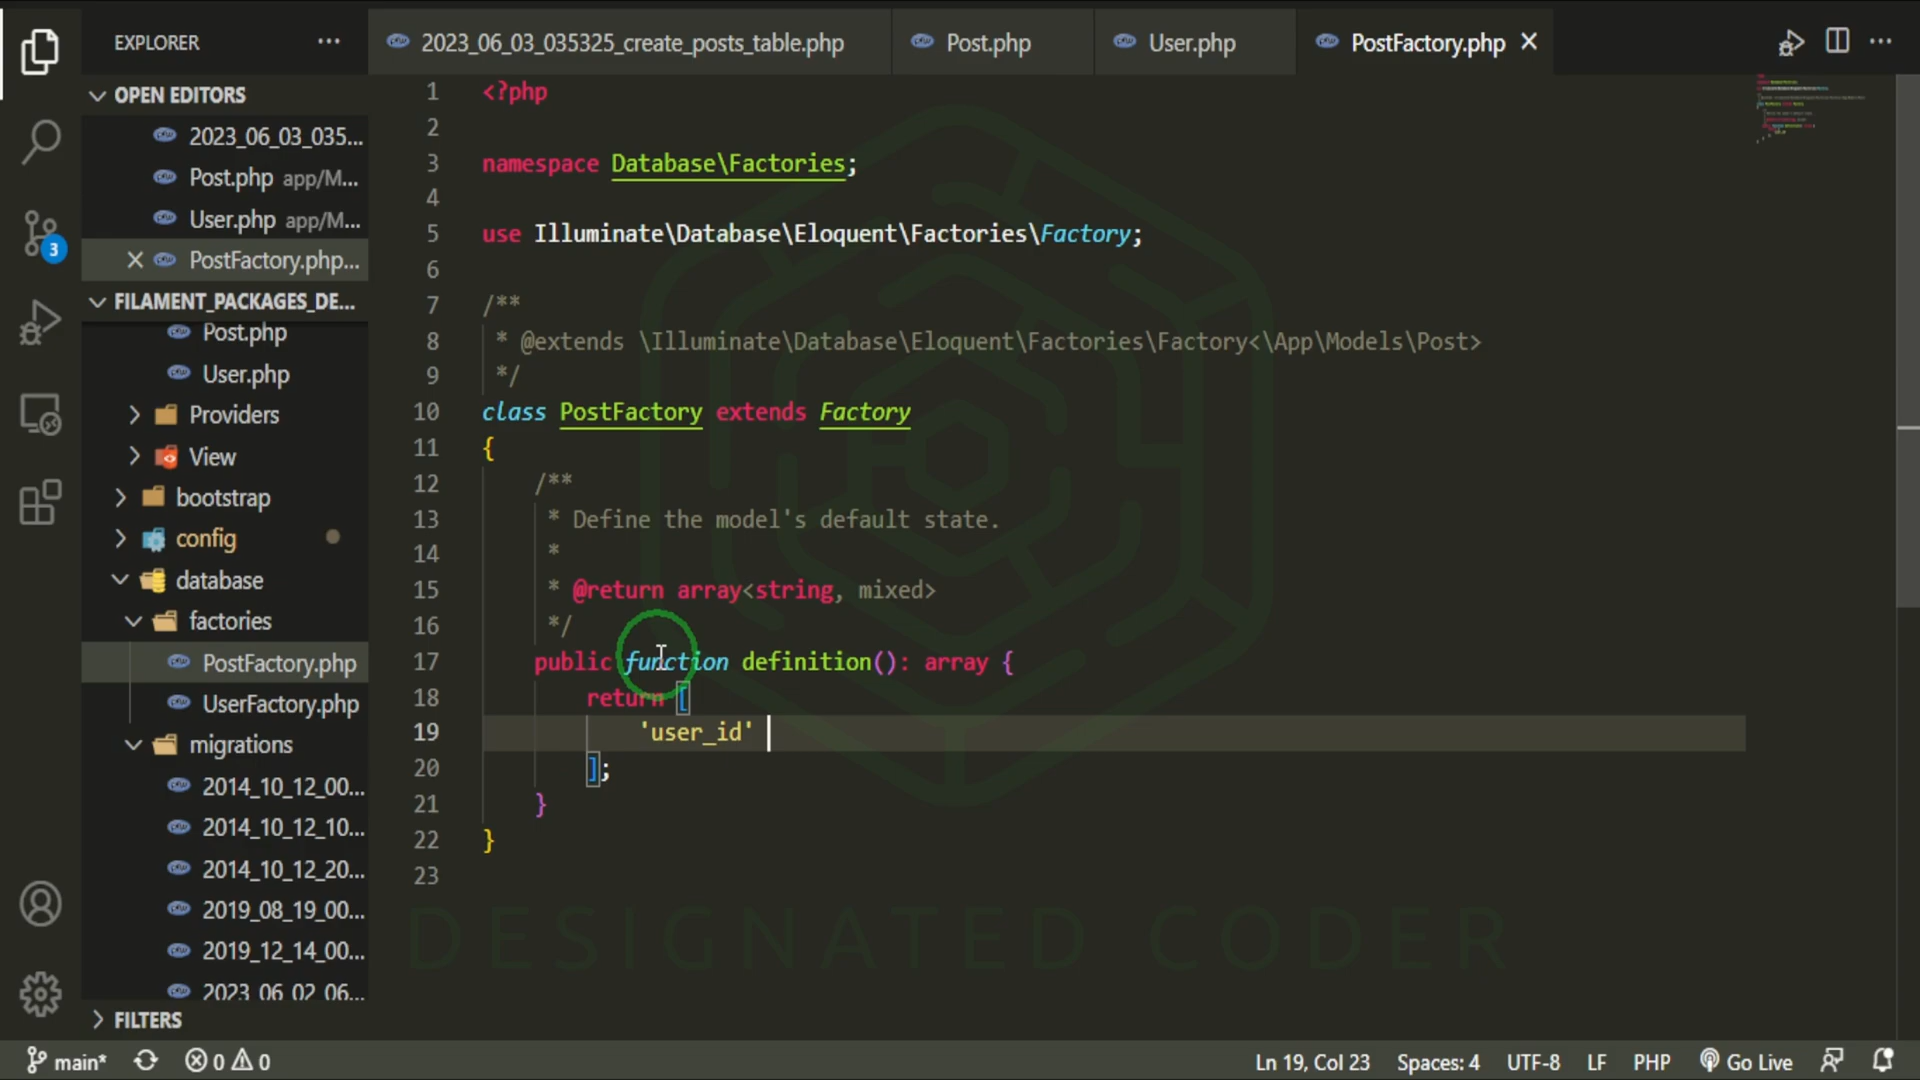 EXPLORER
2023_06_03_035325_create_posts_table.php
Post.php
User.php
PostFactory.php
OPEN EDITORS
2023_06_03_035...
Post.php app/M...
User.php app/M...
PostFactory.php...
3
FILAMENT_PACKAGES_DE...
Post.php
User.php
Providers
View
bootstrap
config
database
factories
PostFactory.php
UserFactory.php
migrations
2014_10_12_00...
2014_10_12_10...
2014_10_12_20...
2019_08_19_00...
2019_12_14_00...
2023_06_02_06...
FILTERS
1 <?php
2
3 namespace Database\Factories;
4
5 use Illuminate\Database\Eloquent\Factories\Factory;
6
7 /**
8 * @extends \Illuminate\Database\Eloquent\Factories\Factory<\App\Models\Post>
9 */
10 class PostFactory extends Factory
11 {
12 /**
13 * Define the model's default state.
14 *
15 * @return array<string, mixed>
16 */
17 public function definition(): array {
18 return [
19 'user_id'
20 ];
21 }
22 }
23
DESIGNATED CODER
main* 0 0 Ln 19, Col 23 Spaces: 4 UTF-8 LF PHP Go Live